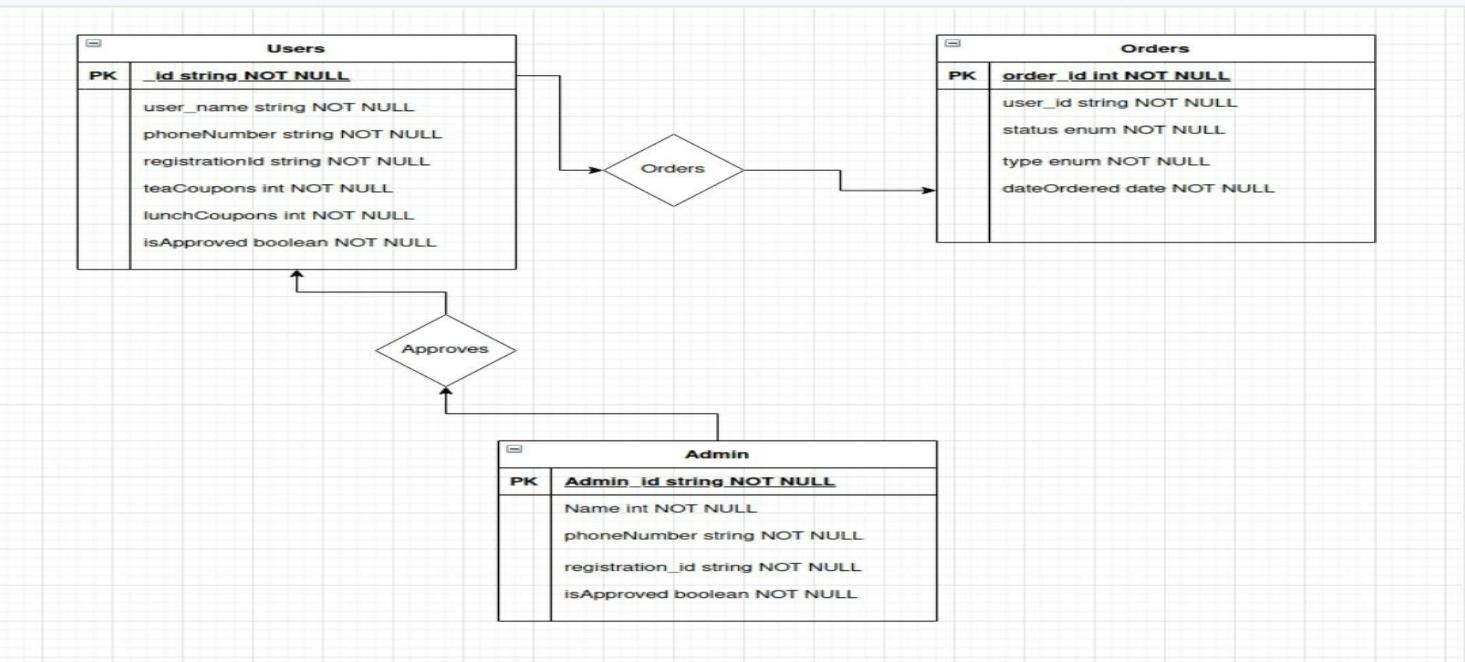 Users
PK _id string NOT NULL
user_name string NOT NULL
phoneNumber string NOT NULL
registrationId string NOT NULL
teaCoupons int NOT NULL
lunchCoupons int NOT NULL
isApproved boolean NOT NULL
Orders
Orders
PK order_id int NOT NULL
user_id string NOT NULL
status enum NOT NULL
type enum NOT NULL
dateOrdered date NOT NULL
Approves
Admin
PK Admin_id string NOT NULL
Name int NOT NULL
phoneNumber string NOT NULL
registration_id string NOT NULL
isApproved boolean NOT NULL